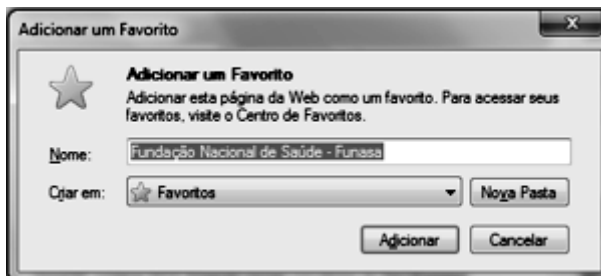 Adicionar um Favorito
Adicionar um Favorito
Adicionar esta página da Web como um favorito. Para acessar seus
favoritos, visite o Centro de Favoritos.
Nome: Fundação Nacional de Saúde - Funasa
Criar em: Favoritos Nova Pasta
Adicionar Cancelar